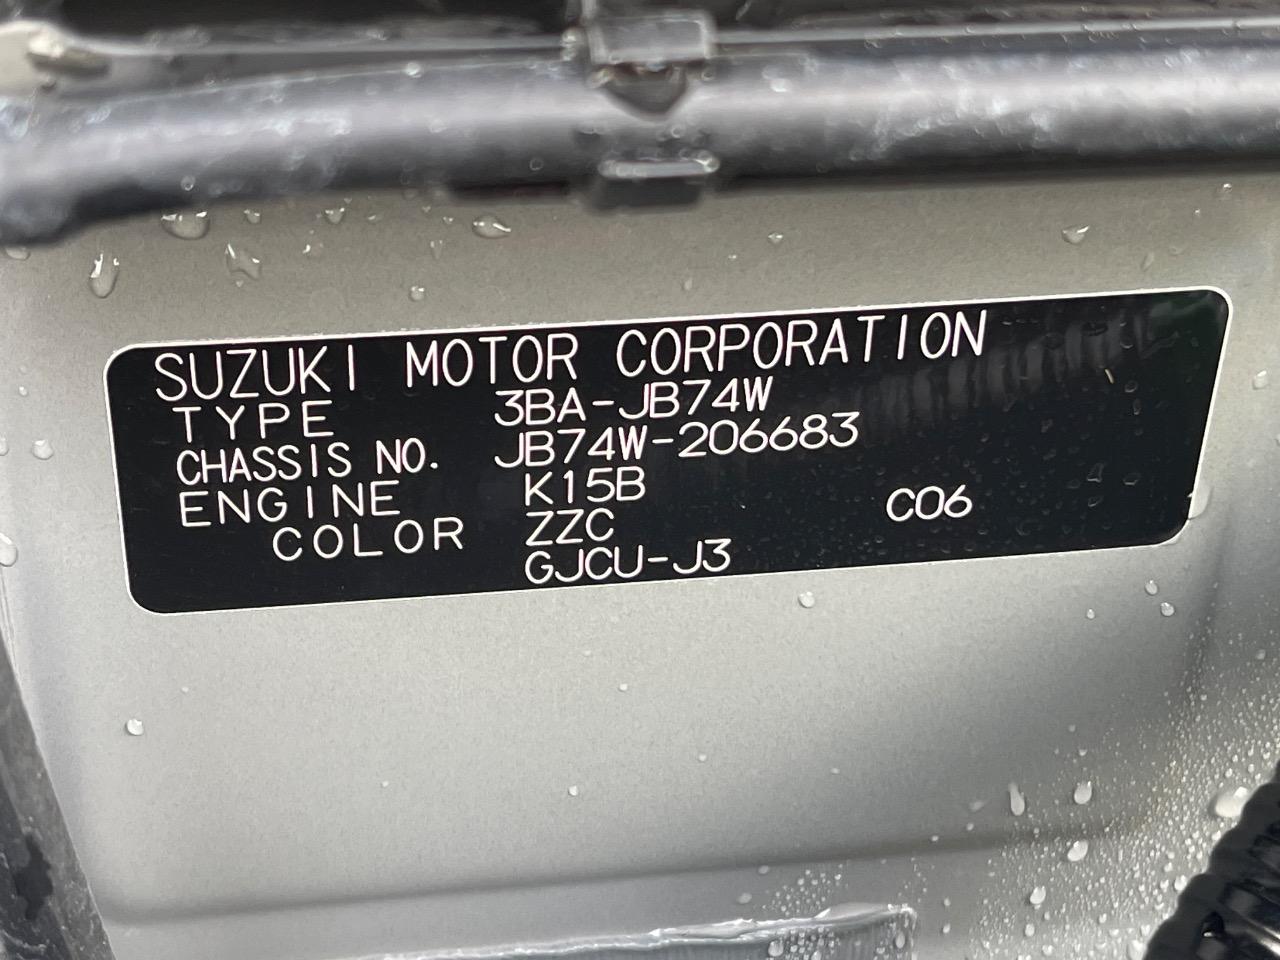 SUZUKI MOTOR CORPORATION
TYPE 3BA-JB74W
CHASSIS NO. JB74W-206683
ENGINE K15B
COLOR ZZC C06
GJCU-J3